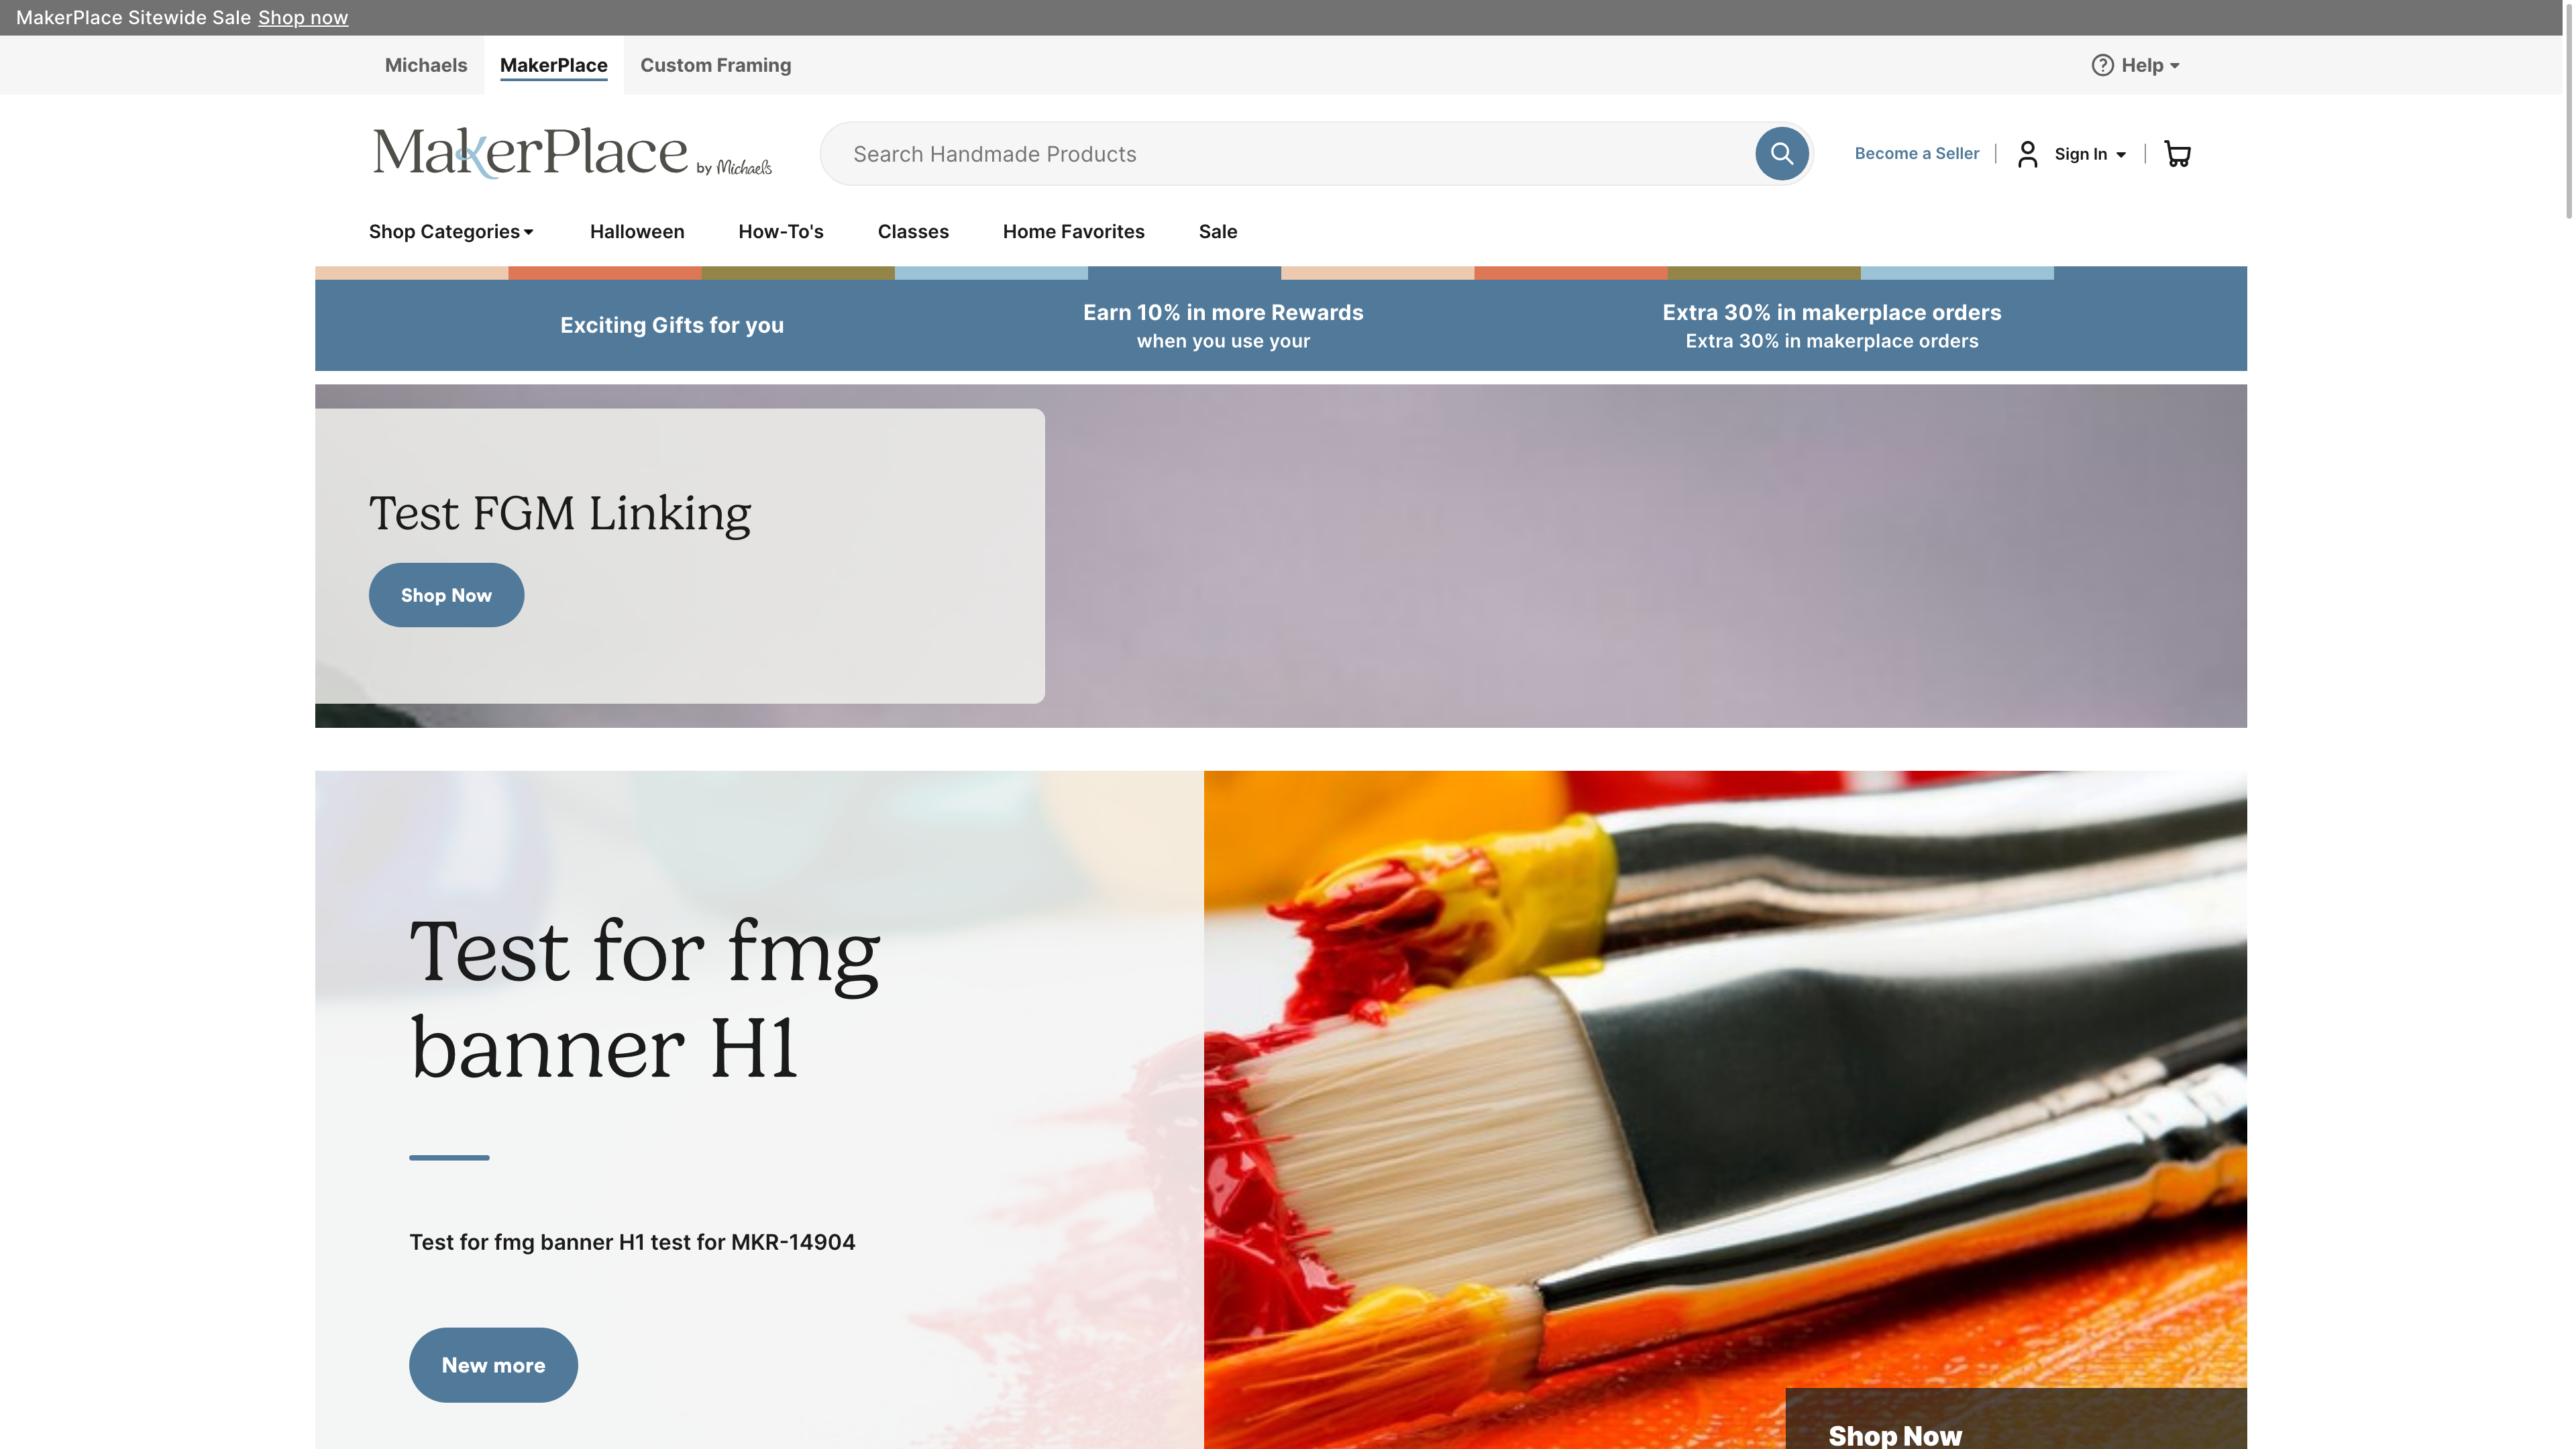 MakerPlace Sitewide Sale Shop now
Michaels MakerPlace Custom Framing Help
MakerPlace by Michaels Search Handmade Products Become a Seller Sign In
Shop Categories Halloween How-To's Classes Home Favorites Sale
Exciting Gifts for you
Earn 10% in more Rewards
when you use your
Extra 30% in makerplace orders
Extra 30% in makerplace orders
Test FGM Linking
Shop Now
Test for fmg
banner H1
Test for fmg banner H1 test for MKR-14904
New more
Shop Now